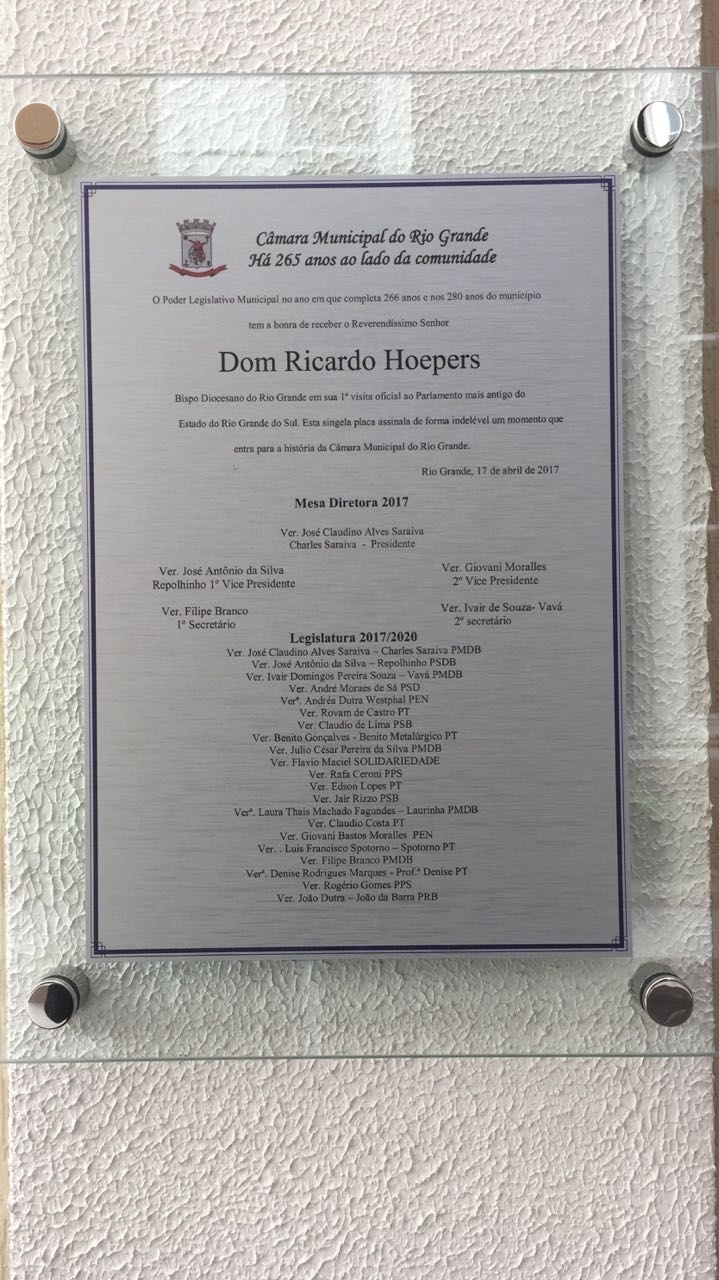 Câmara Municipal do Rio Grande
Há 265 anos ao lado da comunidade
O Poder Legislativo Municipal no ano em que completa 266 anos e nos 280 anos do município
tem a honra de receber o Reverendíssimo Senhor
Dom Ricardo Hoepers
Bispo Diocesano do Rio Grande em sua 1ª visita oficial ao Parlamento mais antigo do
Estado do Rio Grande do Sul. Esta singela placa assinala de forma indelével um momento que
entra para a história da Câmara Municipal do Rio Grande.
Rio Grande, 17 de abril de 2017
Mesa Diretora 2017
Ver. José Claudino Alves Saraiva
Charles Saraiva - Presidente
Ver. José Antônio da Silva
Repolhinho 1º Vice Presidente
Ver. Giovani Moralles
2º Vice Presidente
Ver. Filipe Branco
1º Secretário
Ver. Ivair de Souza- Vavá
2º secretário
Legislatura 2017/2020
Ver. José Claudino Alves Saraiva – Charles Saraiva PMDB
Ver. José Antônio da Silva – Repolhinho PSDB
Ver. Ivair Domingos Pereira Souza – Vavá PMDB
Ver. André Moraes de Sá PSD
Verª. Andréa Dutra Westphal PEN
Ver. Rovam de Castro PT
Ver. Claudio de Lima PSB
Ver. Benito Gonçalves - Benito Metalúrgico PT
Ver. Julio César Pereira da Silva PMDB
Ver. Flavio Maciel SOLIDARIEDADE
Ver. Rafa Ceroni PPS
Ver. Edson Lopes PT
Ver. Jair Rizzo PSB
Verª. Laura Thais Machado Fagundes – Laurinha PMDB
Ver. Claudio Costa PT
Ver. Giovani Bastos Moralles PEN
Ver. . Luis Francisco Spotorno – Spotorno PT
Ver. Filipe Branco PMDB
Verª. Denise Rodrigues Marques - Prof.ª Denise PT
Ver. Rogério Gomes PPS
Ver. João Dutra – João da Barra PRB